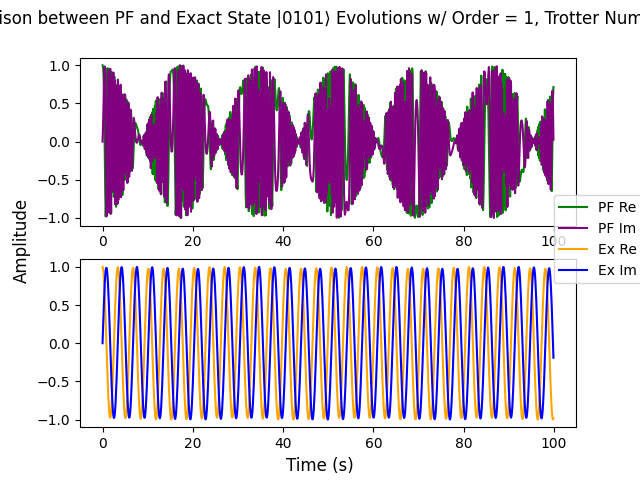 between PF and Exact State |0101⟩ Evolutions w/ Order = 1, Trotter
1.0
0.5
0.0
−0.5
−1.0
0 20 40 60 80 100
PF Re
PF Im
Ex Re
Ex Im
Amplitude
1.0
0.5
0.0
−0.5
−1.0
0 20 40 60 80 100
Time (s)